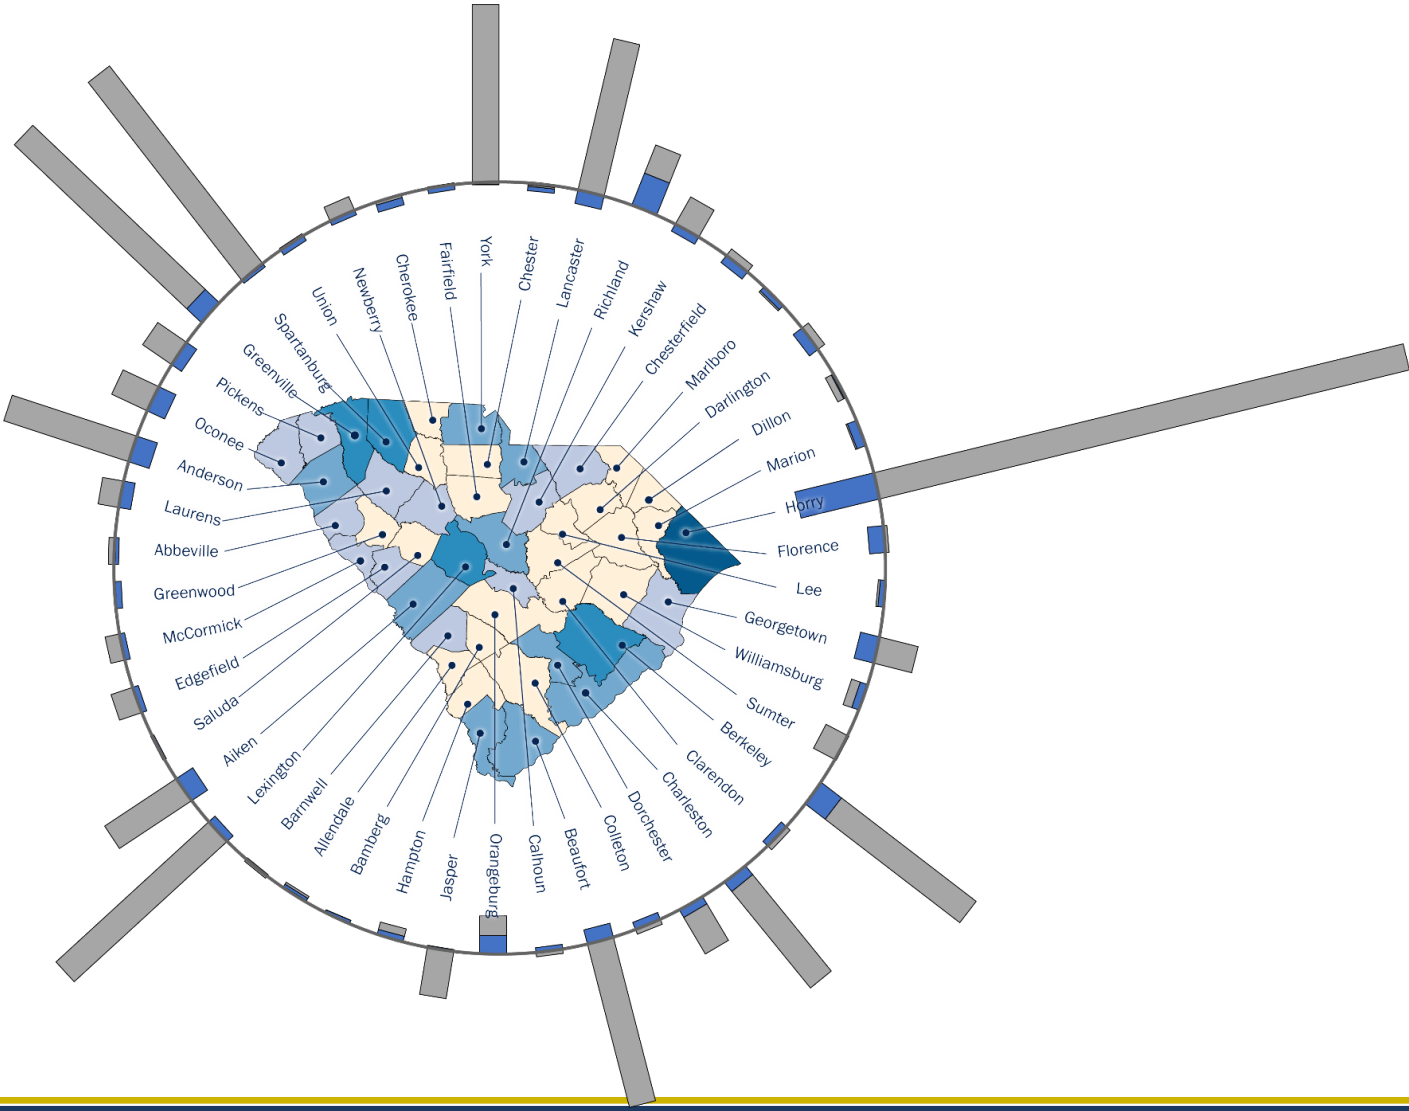 York
Chester
Lancaster
Richland
Kershaw
Chesterfield
Marlboro
Darlington
Dillon
Marion
Horry
Florence
Lee
Georgetown
Williamsburg
Sumter
Berkeley
Clarendon
Charleston
Dorchester
Colleton
Beaufort
Calhoun
Orangeburg
Jasper
Hampton
Bamberg
Allendale
Barnwell
Lexington
Aiken
Saluda
Edgefield
McCormick
Greenwood
Abbeville
Laurens
Anderson
Oconee
Pickens
Greenville
Spartanburg
Union
Newberry
Cherokee
Fairfield